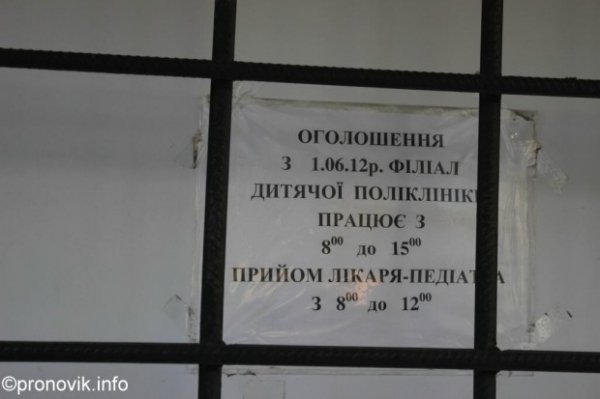 ОГОЛОШЕННЯ
З 1.06.12р. ФІЛІАЛ
ДИТЯЧОЇ ПОЛІКЛІНІКИ
ПРАЦЮЄ З
8⁰⁰ до 15⁰⁰
ПРИЙОМ ЛІКАРЯ-ПЕДІАТРА
З 8⁰⁰ до 12⁰⁰
©pronovik.info